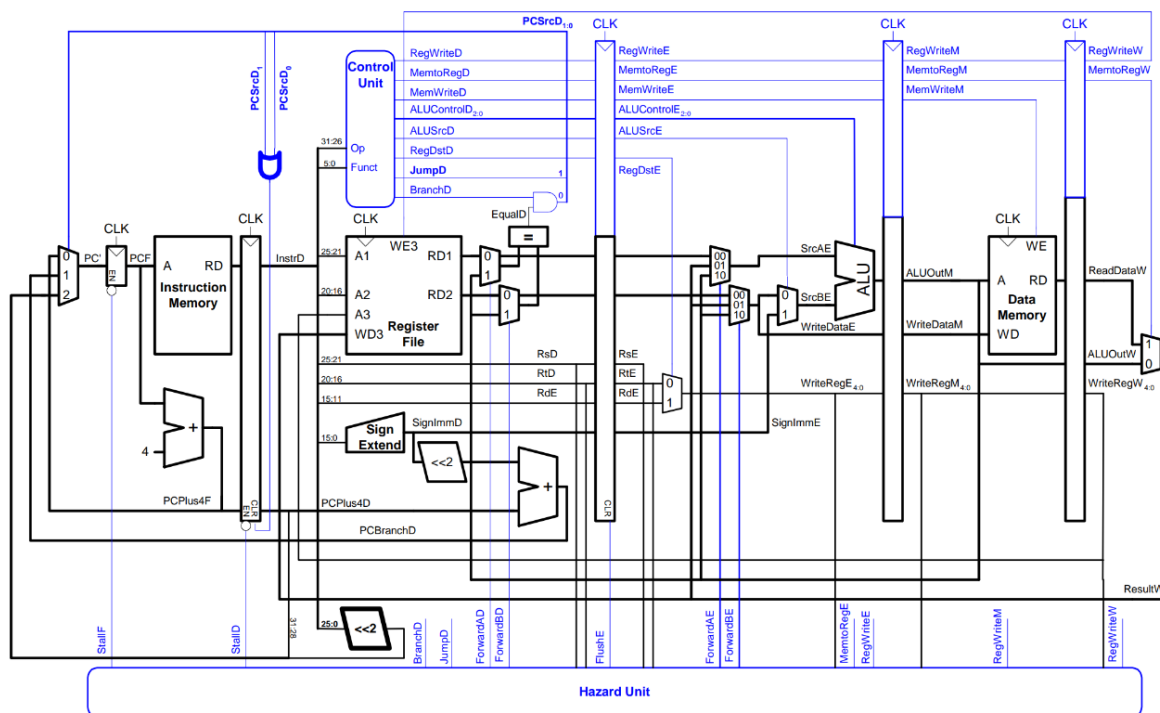 PCSrcD1:0
CLK
CLK
CLK
Control Unit
RegWriteD
RegWriteE
RegWriteM
RegWriteW
MemtoRegD
MemtoRegE
MemtoRegM
MemtoRegW
MemWriteD
MemWriteE
MemWriteM
ALUControlD2:0
ALUControlE2:0
ALUSrcD
ALUSrcE
RegDstD
RegDstE
JumpD
1
BranchD
0
31:26
Op
5:0
Funct
PCSrcD1
PCSrcD0
EqualD
=
CLK
CLK
CLK
CLK
0
1
2
PC'
EN
PCF
A
RD
Instruction Memory
InstrD
25:21
A1
WE3
RD1
20:16
A2
RD2
A3
WD3
Register File
0
1
0
1
00
01
10
00
01
10
SrcAE
0
1
SrcBE
ALU
WriteDataE
ALUOutM
WriteDataM
WE
A
RD
Data Memory
WD
ReadDataW
1
0
ALUOutW
25:21
RsD
RsE
20:16
RtD
RtE
15:11
RdE
RdE
0
1
WriteRegE4:0
WriteRegM4:0
WriteRegW4:0
15:0
Sign Extend
SignImmD
SignImmE
<<2
+
4
+
PCPlus4F
EN
CLR
PCPlus4D
PCBranchD
CLR
ResultW
31:28
25:0
<<2
StallF
StallD
BranchD
JumpD
ForwardAD
ForwardBD
FlushE
ForwardAE
ForwardBE
MemtoRegE
RegWriteE
RegWriteM
RegWriteW
Hazard Unit